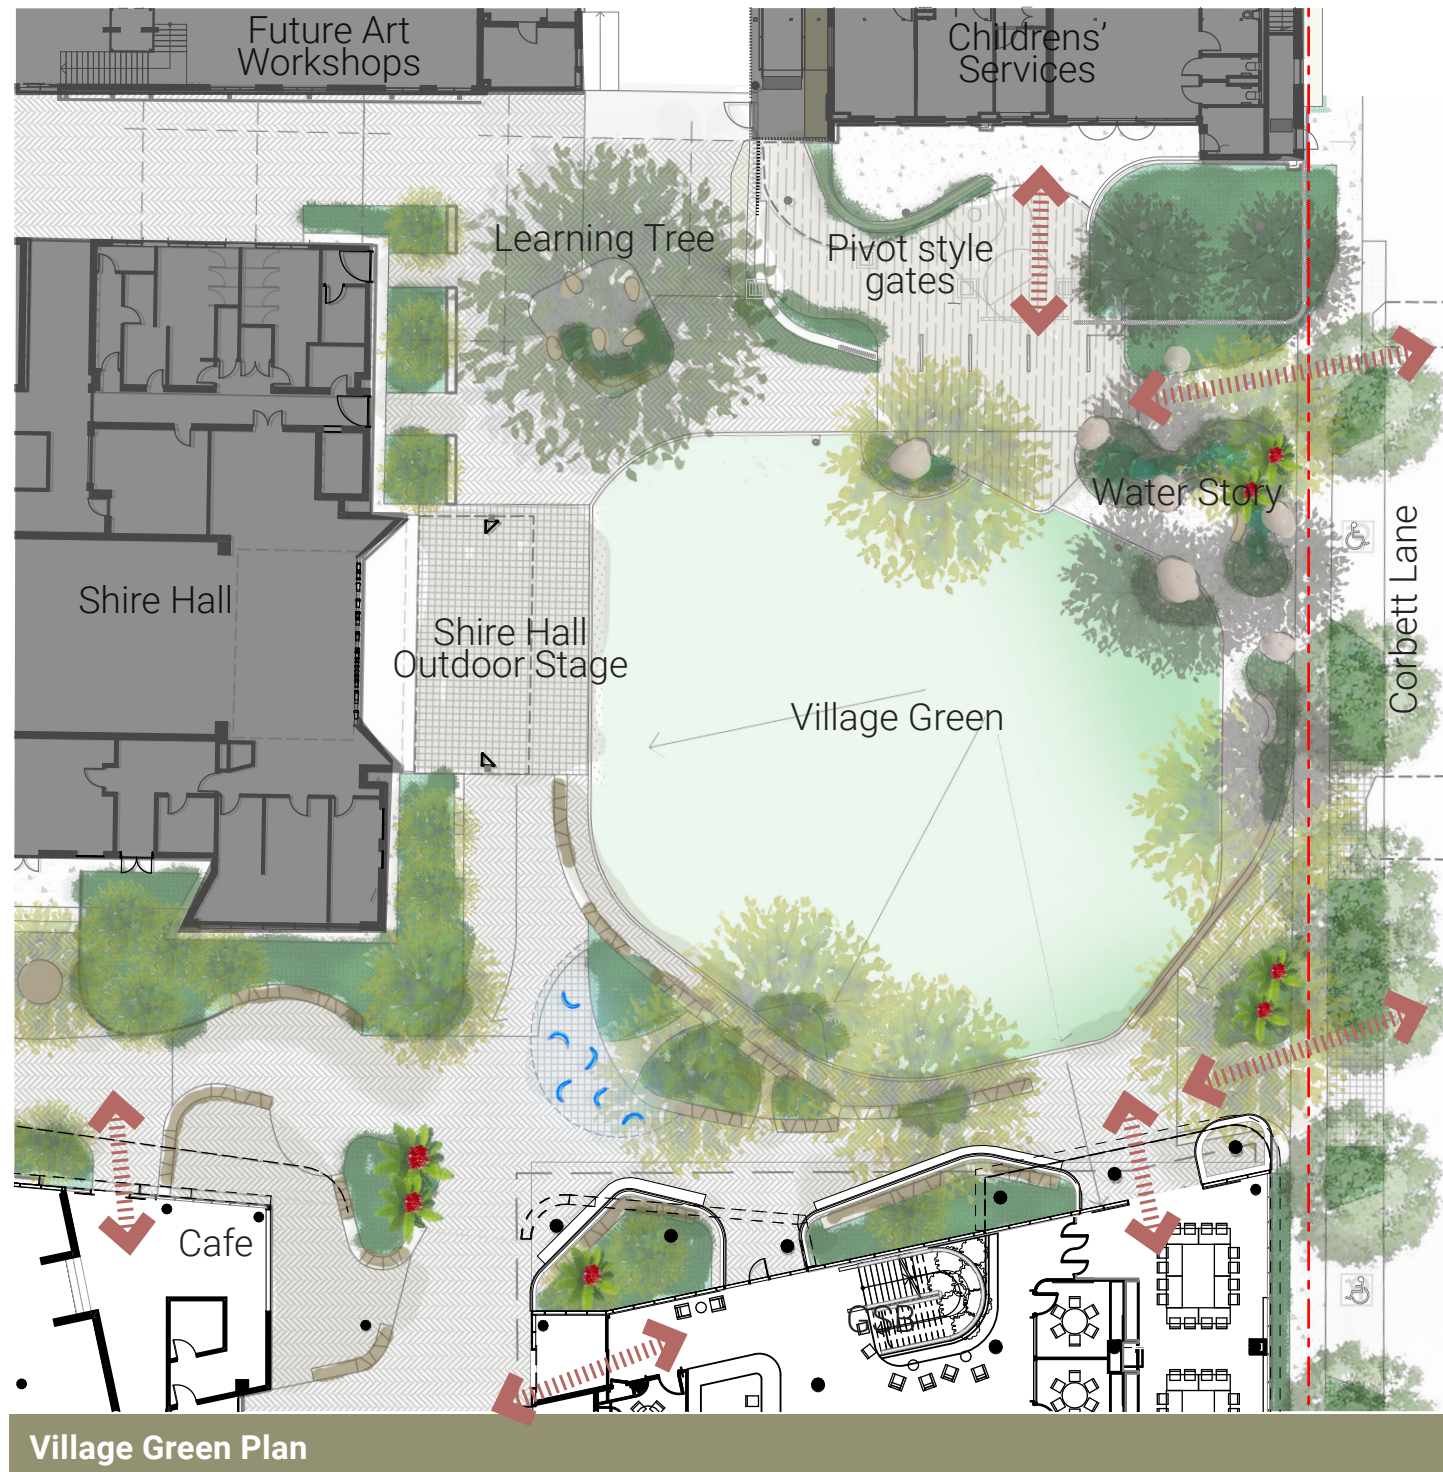 Future Art
Workshops
Childrens'
Services
Learning Tree
Pivot style
gates
Water Story
Corbett Lane
Shire Hall
Shire Hall
Outdoor Stage
Village Green
Cafe
GSB
Village Green Plan